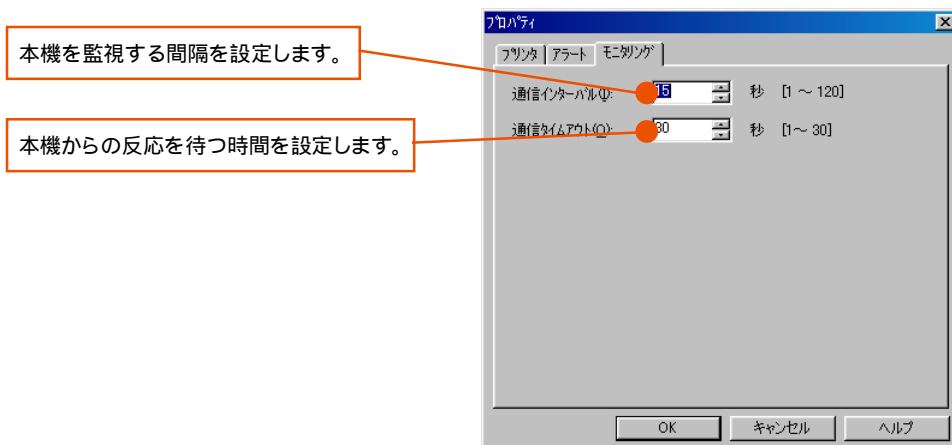 プロパティ
プリンタ アラート モニタリング
本機を監視する間隔を設定します。
通信インターバル(I): 15 秒 [1 ～ 120]
本機からの反応を待つ時間を設定します。
通信タイムアウト(O): 30 秒 [1～ 30]
OK キャンセル ヘルプ